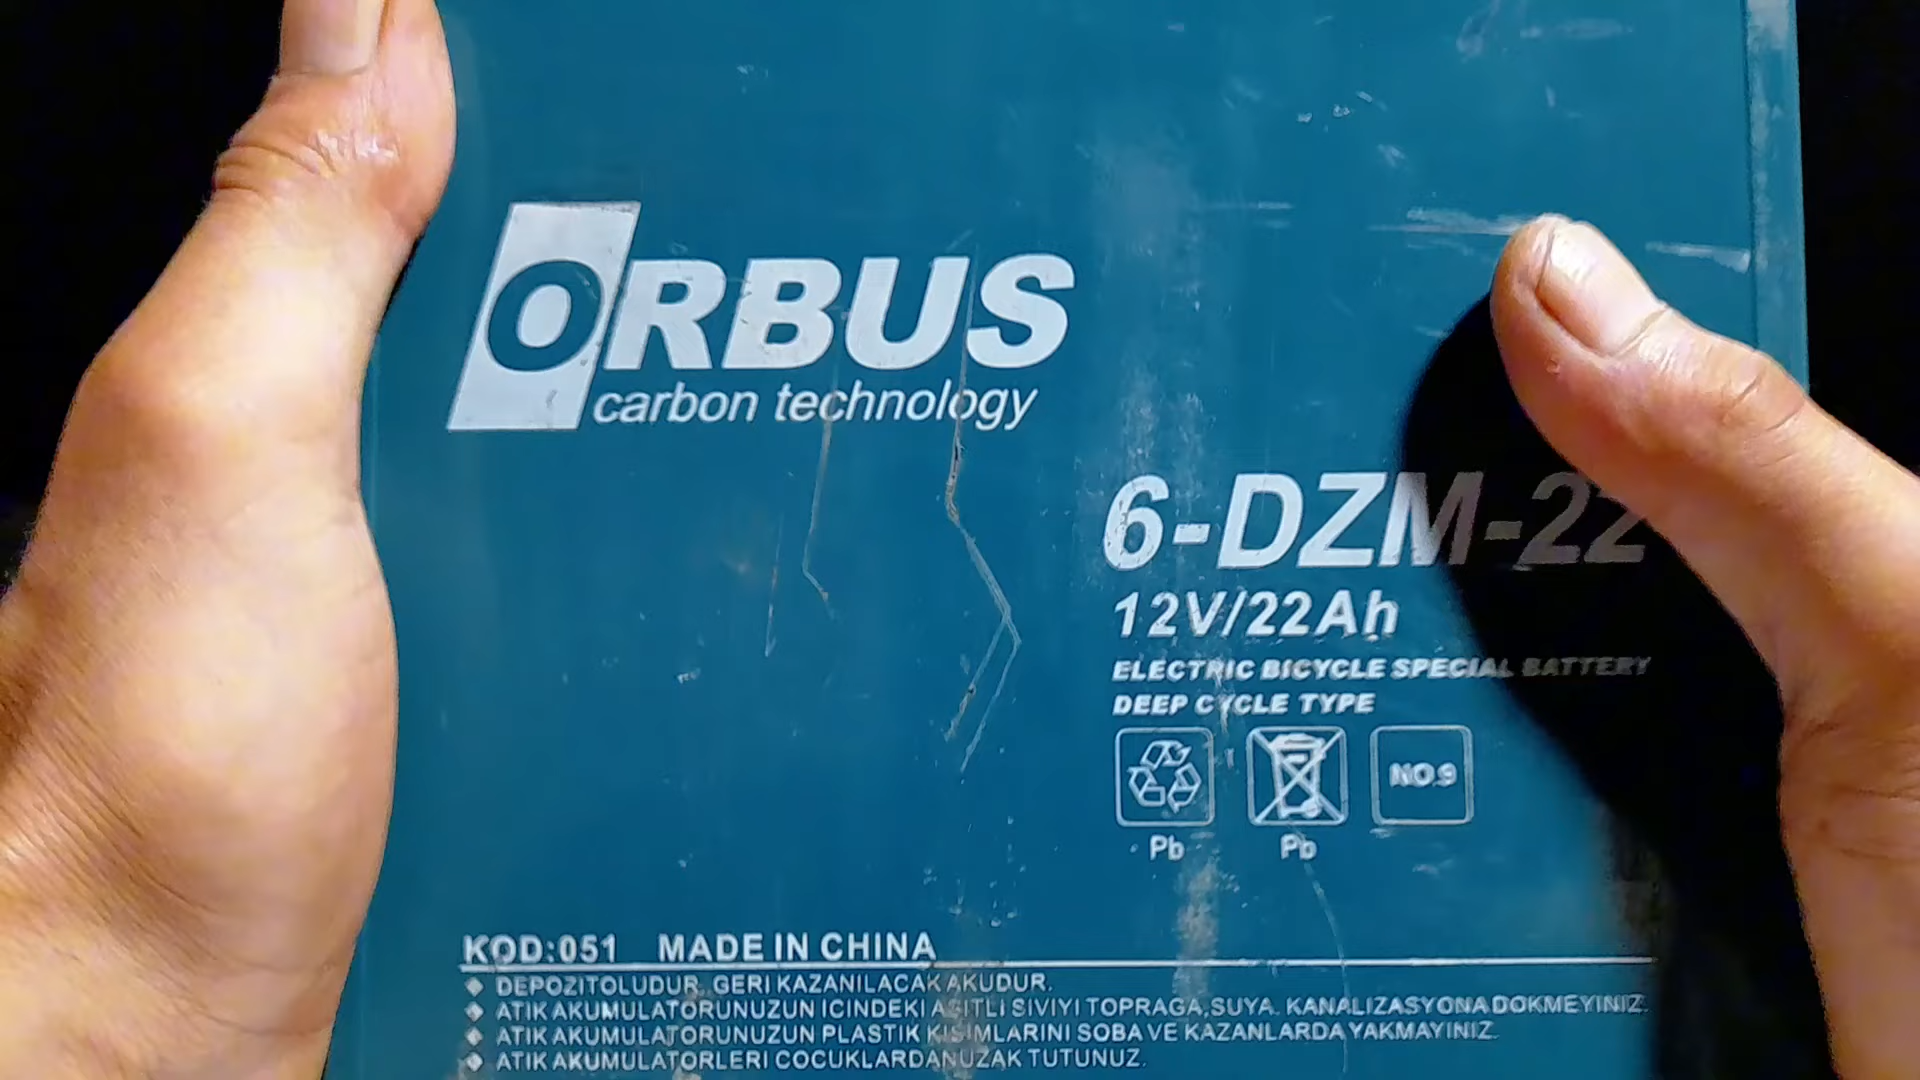 ORBUS
carbon technology
6-DZM-22
12V/22Ah
ELECTRIC BICYCLE SPECIAL BATTERY
DEEP CYCLE TYPE
NO.9
Pb Pb
KOD:051 MADE IN CHINA
DEPOZITOLUDUR. GERI KAZANILACAK AKUDUR.
ATIK AKUMULATORUNUZUN ICINDEKI ASITLI SIVIYI TOPRAGA,SUYA. KANALIZASYONA DOKMEYINIZ.
ATIK AKUMULATORUNUZUN PLASTIK KISIMLARINI SOBA VE KAZANLARDA YAKMAYINIZ.
ATIK AKUMULATORLERI COCUKLARDAN UZAK TUTUNUZ.